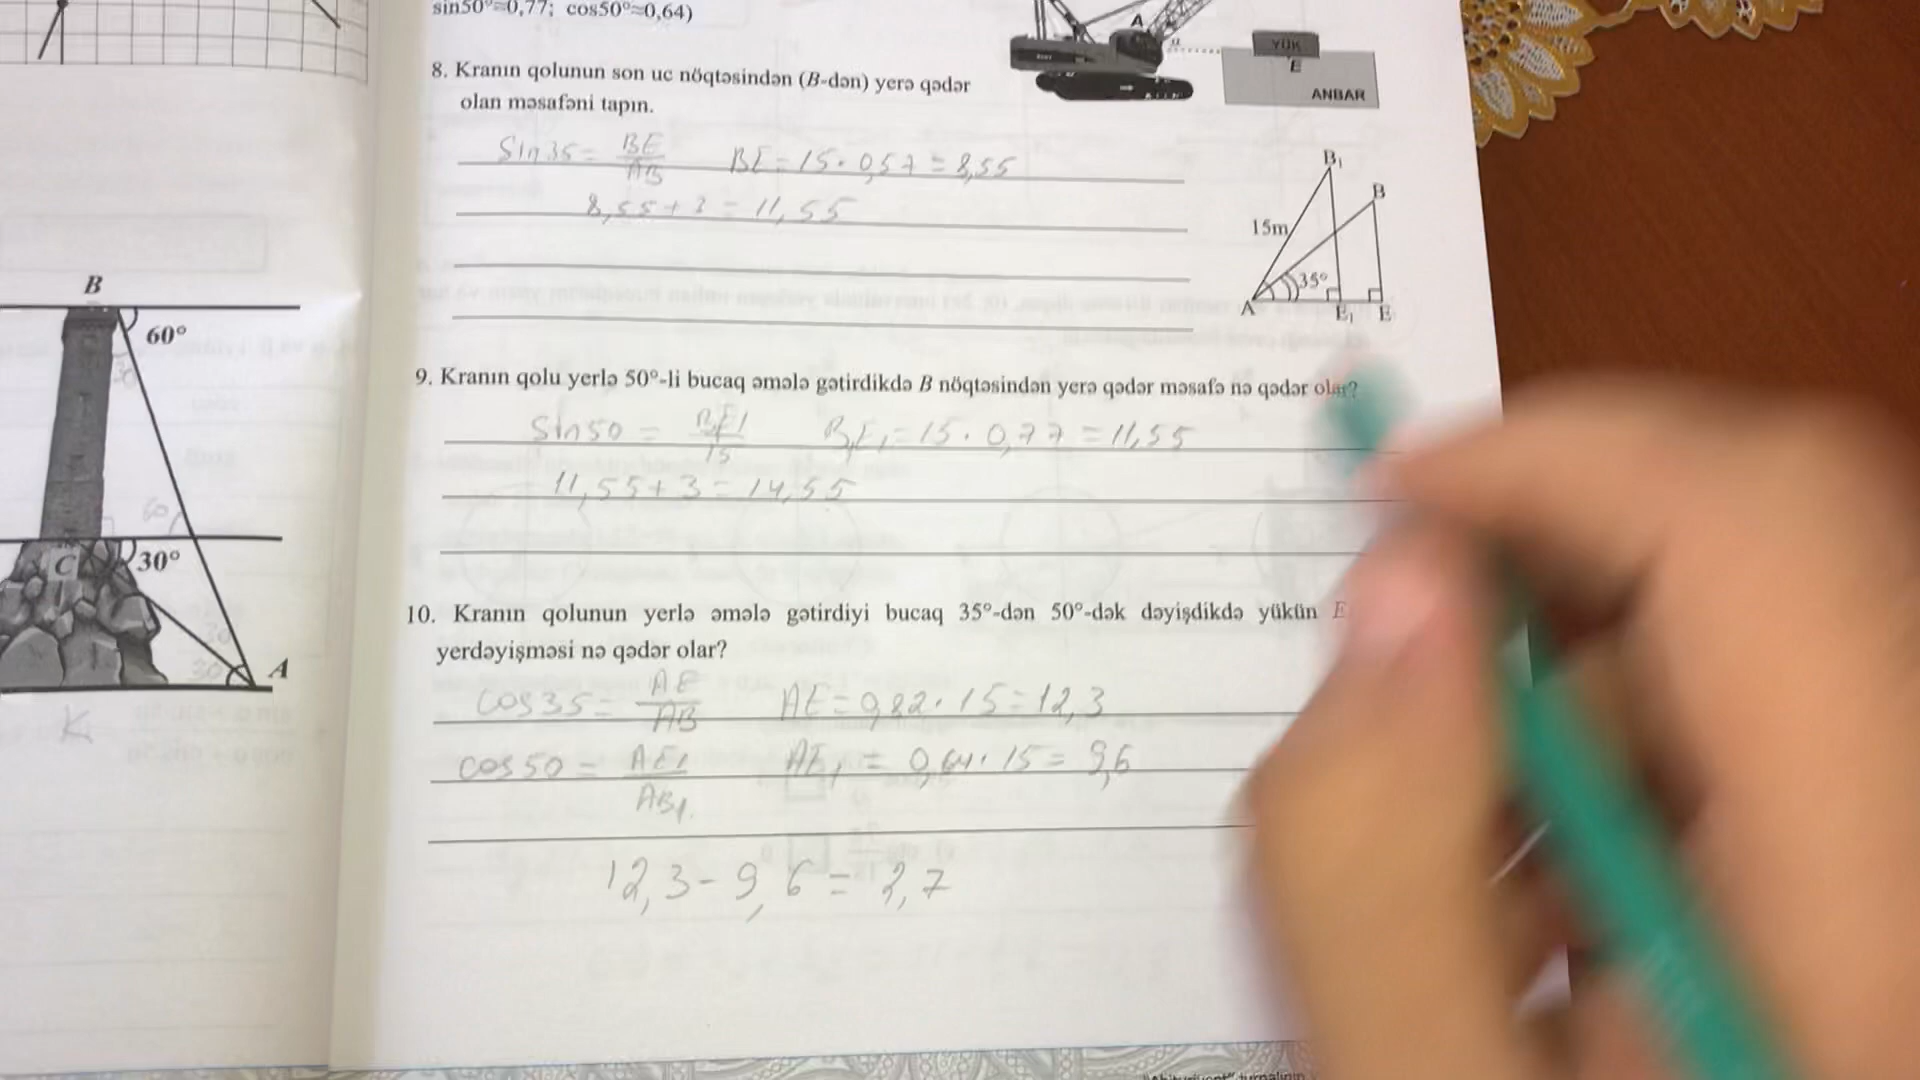 sin50°≈0,77; cos50°≈0,64)
A
α
YÜK
E
ANBAR
8. Kranın qolunun son uc nöqtəsindən (B-dən) yerə qədər
olan məsafəni tapın.
Sin35 = BE/AB BE = 15 · 0,57 = 8,55
8,55 + 3 = 11,55
B₁
B
15m
35°
A
E₁
E
9. Kranın qolu yerlə 50°-li bucaq əmələ gətirdikdə B nöqtəsindən yerə qədər məsafə nə qədər olar?
Sin50 = B₁E1/15 B₁E₁ = 15 · 0,77 = 11,55
11,55 + 3 = 14,55
10. Kranın qolunun yerlə əmələ gətirdiyi bucaq 35°-dən 50°-dək dəyişdikdə yükün E
yerdəyişməsi nə qədər olar?
cos35 = AE/AB AE = 0,82 · 15 = 12,3
cos50 = AE₁/AB₁ AE₁ = 0,64 · 15 = 9,6
12,3 - 9,6 = 2,7
B
60°
30
60
C
30°
30
A
K